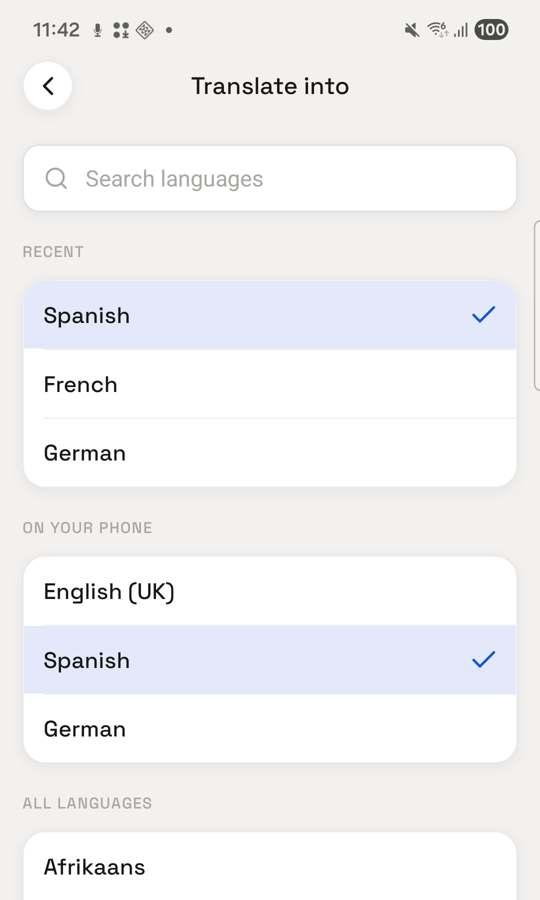 11:42
100
Translate into
Search languages
RECENT
Spanish
French
German
ON YOUR PHONE
English (UK)
Spanish
German
ALL LANGUAGES
Afrikaans